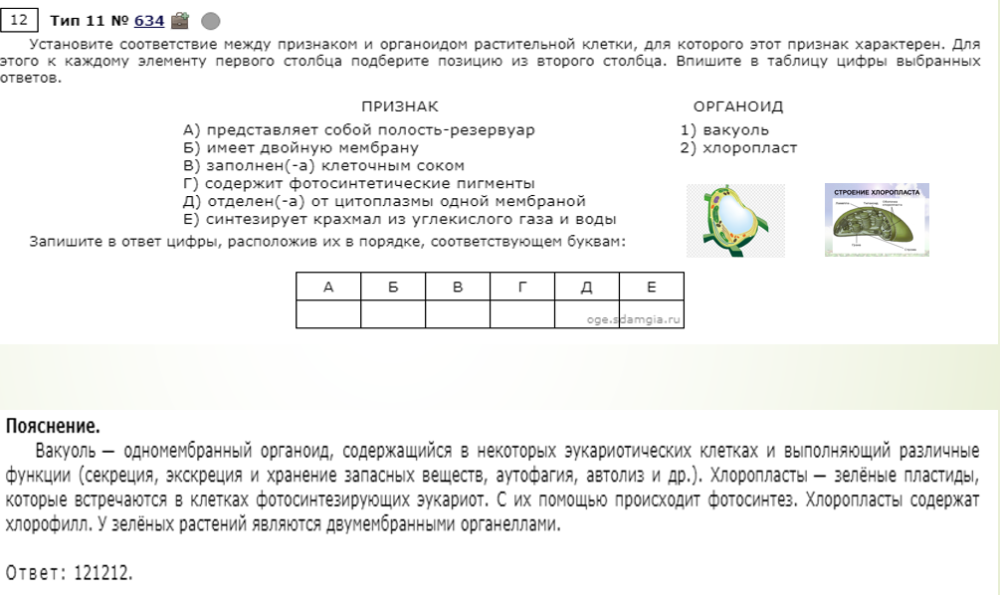 12 Тип 11 № 634
Установите соответствие между признаком и органоидом растительной клетки, для которого этот признак характерен. Для
этого к каждому элементу первого столбца подберите позицию из второго столбца. Впишите в таблицу цифры выбранных
ответов.
ПРИЗНАК ОРГАНОИД
А) представляет собой полость-резервуар 1) вакуоль
Б) имеет двойную мембрану 2) хлоропласт
В) заполнен(-а) клеточным соком
Г) содержит фотосинтетические пигменты
Д) отделен(-а) от цитоплазмы одной мембраной
Е) синтезирует крахмал из углекислого газа и воды
СТРОЕНИЕ ХЛОРОПЛАСТА
Запишите в ответ цифры, расположив их в порядке, соответствующем буквам:
А Б В Г Д Е
oge.sdamgia.ru
Пояснение.
Вакуоль — одномембранный органоид, содержащийся в некоторых эукариотических клетках и выполняющий различные
функции (секреция, экскреция и хранение запасных веществ, аутофагия, автолиз и др.). Хлоропласты — зелёные пластиды,
которые встречаются в клетках фотосинтезирующих эукариот. С их помощью происходит фотосинтез. Хлоропласты содержат
хлорофилл. У зелёных растений являются двумембранными органеллами.
Ответ: 121212.